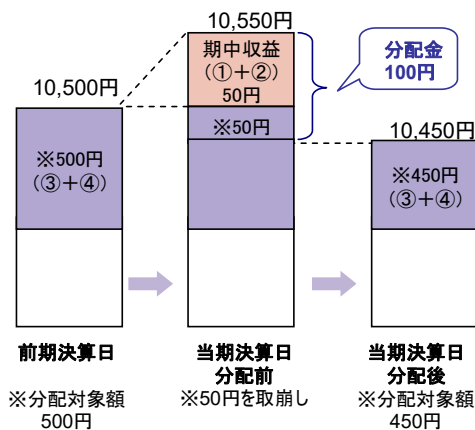 10,550円
期中収益
（①＋②）
50円
※50円
分配金
100円
10,500円
※500円
（③＋④）
10,450円
※450円
（③＋④）
前期決算日
※分配対象額
500円
当期決算日
分配前
※50円を取崩し
当期決算日
分配後
※分配対象額
450円